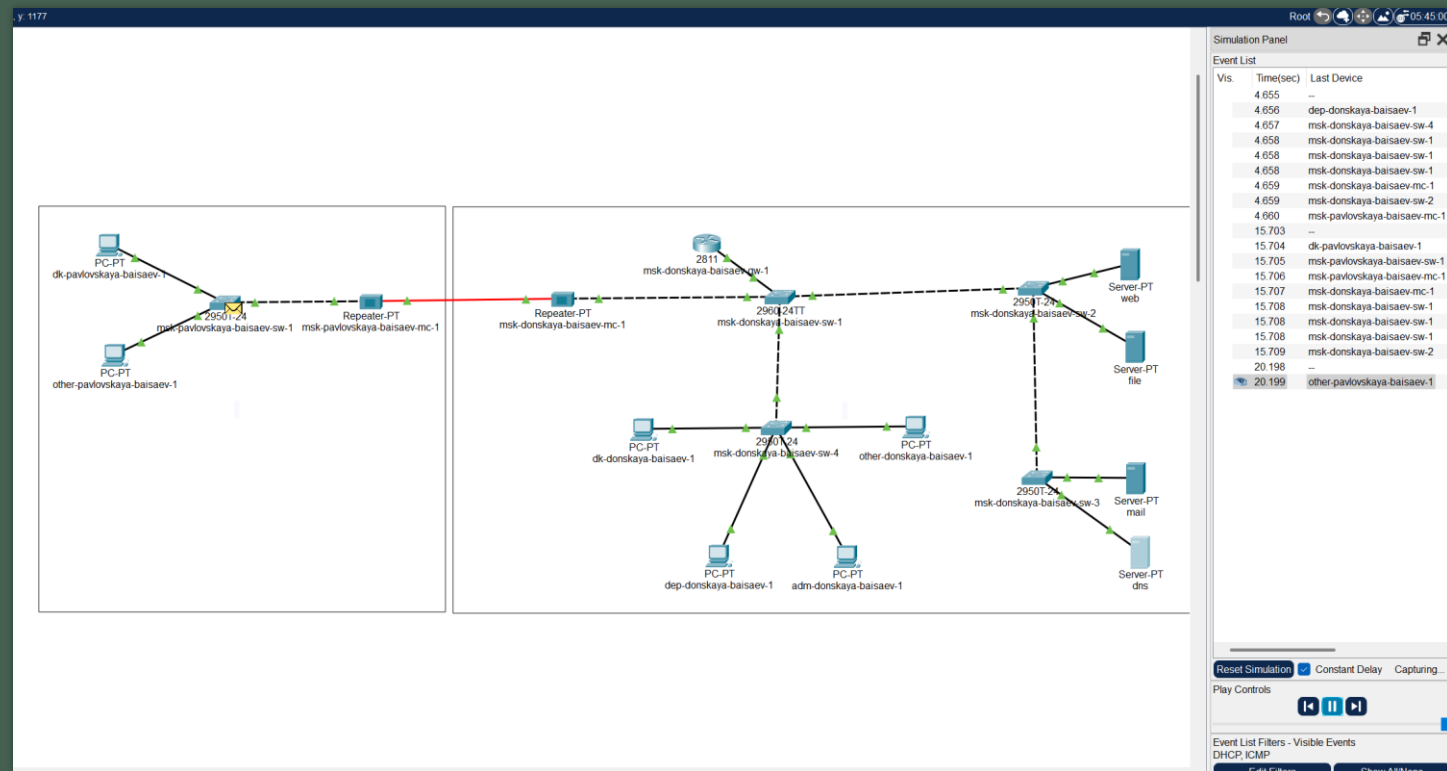 , y: 1177
Root
05:45:00
Simulation Panel
Event List
Vis. Time(sec) Last Device
4.655 --
4.656 dep-donskaya-baisaev-1
4.657 msk-donskaya-baisaev-sw-4
4.658 msk-donskaya-baisaev-sw-1
4.658 msk-donskaya-baisaev-sw-1
4.658 msk-donskaya-baisaev-sw-1
4.659 msk-donskaya-baisaev-mc-1
4.659 msk-donskaya-baisaev-sw-2
4.660 msk-pavlovskaya-baisaev-mc-1
15.703 --
15.704 dk-pavlovskaya-baisaev-1
15.705 msk-pavlovskaya-baisaev-sw-1
15.706 msk-pavlovskaya-baisaev-mc-1
15.707 msk-donskaya-baisaev-mc-1
15.708 msk-donskaya-baisaev-sw-1
15.708 msk-donskaya-baisaev-sw-1
15.708 msk-donskaya-baisaev-sw-1
15.709 msk-donskaya-baisaev-sw-2
20.198 --
20.199 other-pavlovskaya-baisaev-1
PC-PT
dk-pavlovskaya-baisaev-1
2950T-24
msk-pavlovskaya-baisaev-sw-1
PC-PT
other-pavlovskaya-baisaev-1
Repeater-PT
msk-pavlovskaya-baisaev-mc-1
Repeater-PT
msk-donskaya-baisaev-mc-1
2811
msk-donskaya-baisaev-gw-1
2960-24TT
msk-donskaya-baisaev-sw-1
2950T-24
msk-donskaya-baisaev-sw-2
Server-PT
web
Server-PT
file
PC-PT
dk-donskaya-baisaev-1
2950T-24
msk-donskaya-baisaev-sw-4
PC-PT
other-donskaya-baisaev-1
2950T-24
msk-donskaya-baisaev-sw-3
Server-PT
mail
PC-PT
dep-donskaya-baisaev-1
PC-PT
adm-donskaya-baisaev-1
Server-PT
dns
Reset Simulation
Constant Delay
Capturing...
Play Controls
Event List Filters - Visible Events
DHCP, ICMP
Edit Filters
Show All/None